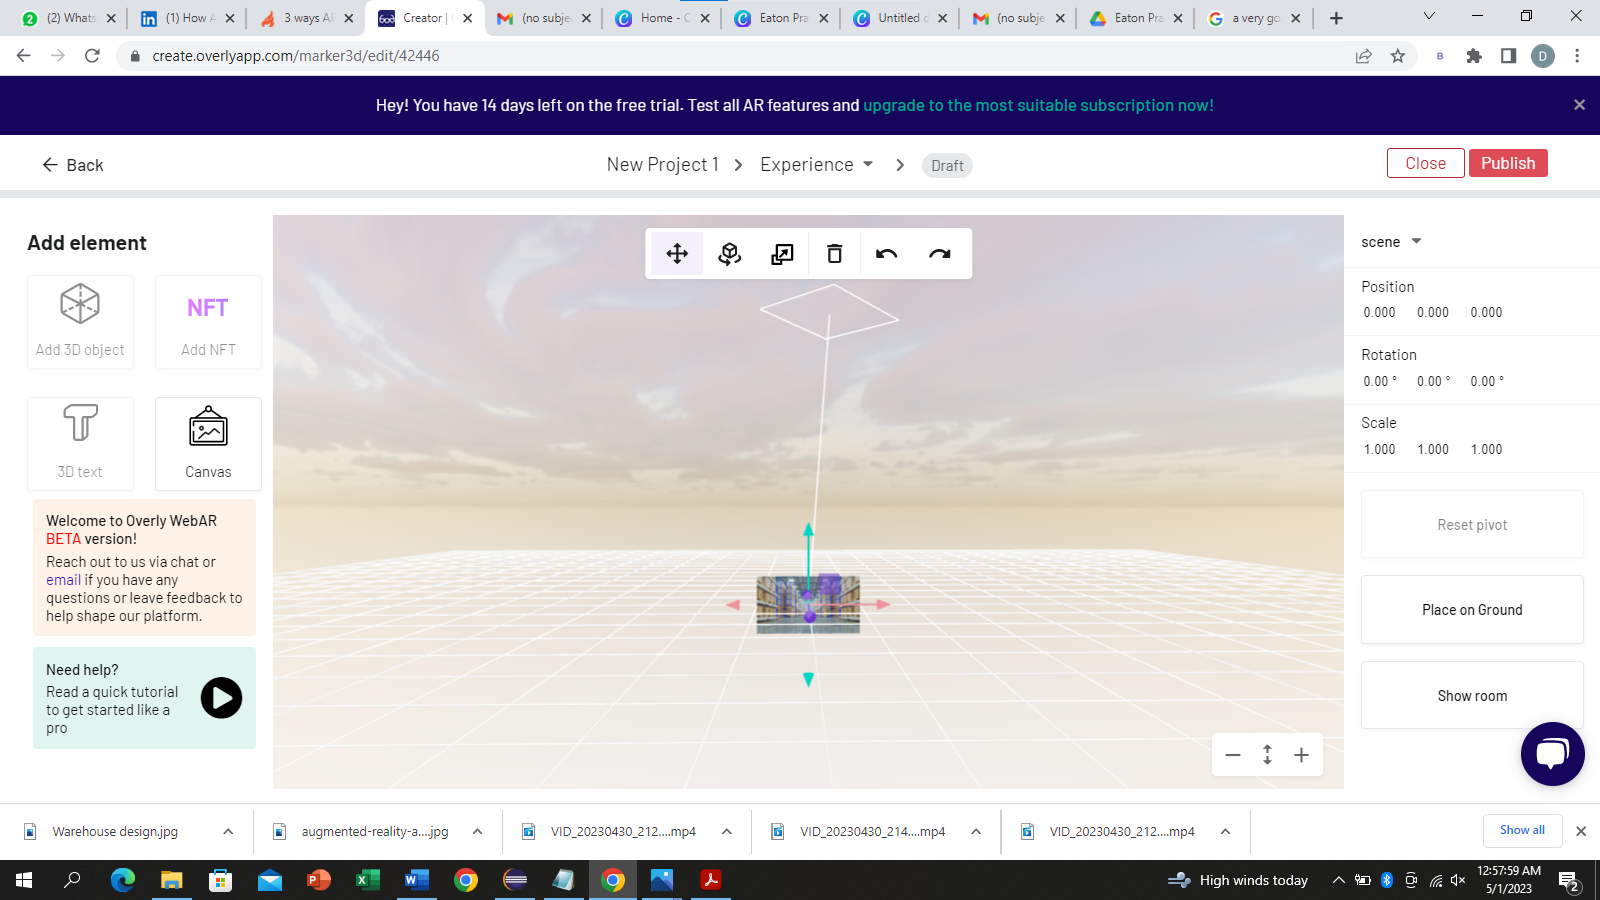 (2) Whats
(1) How A
3 ways AF
Creator |
(no subje
Home - C
Eaton Pra
Untitled d
(no subje
Eaton Pra
a very go
create.overlyapp.com/marker3d/edit/42446
B
D
Hey! You have 14 days left on the free trial. Test all AR features and upgrade to the most suitable subscription now!
Back
New Project 1
Experience
Draft
Close
Publish
Add element
Add 3D object
NFT
Add NFT
3D text
Canvas
Welcome to Overly WebAR
BETA version!
Reach out to us via chat or
email if you have any
questions or leave feedback to
help shape our platform.
Need help?
Read a quick tutorial
to get started like a
pro
scene
Position
0.000 0.000 0.000
Rotation
0.00 ° 0.00 ° 0.00 °
Scale
1.000 1.000 1.000
Reset pivot
Place on Ground
Show room
Warehouse design.jpg
augmented-reality-a....jpg
VID_20230430_212....mp4
VID_20230430_214....mp4
VID_20230430_212....mp4
Show all
High winds today
12:57:59 AM
5/1/2023
2